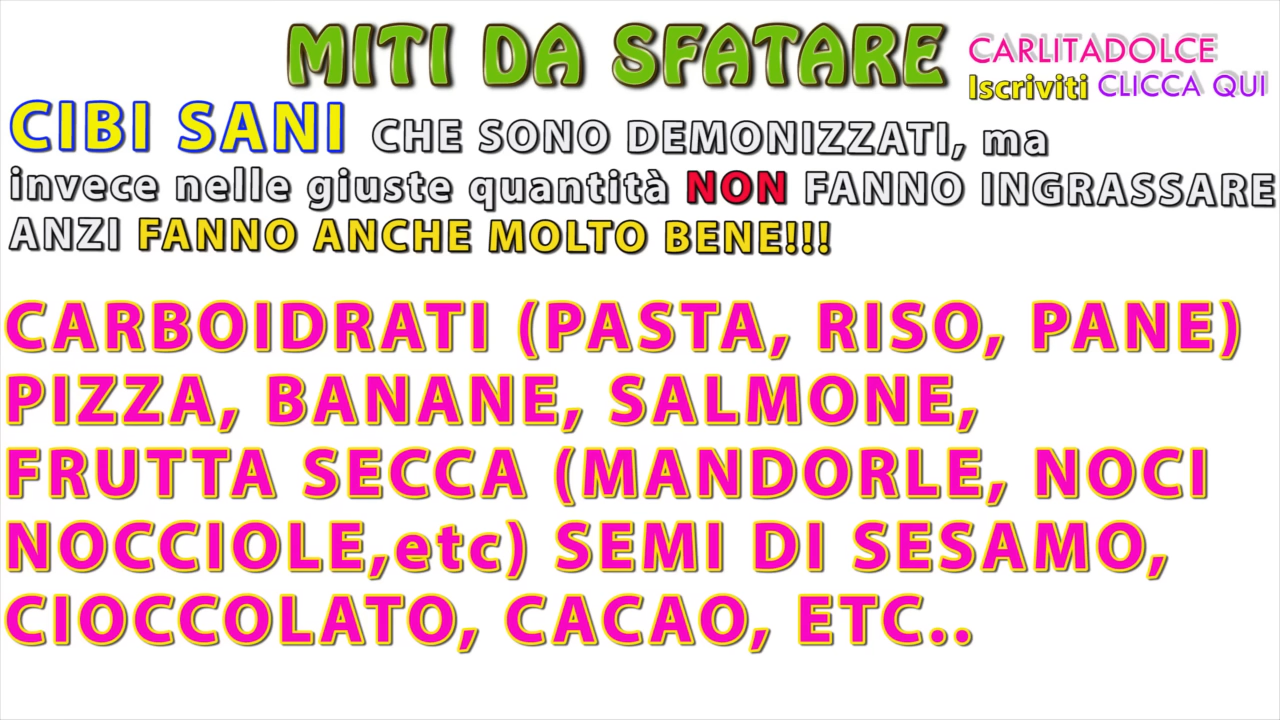 MITI DA SFATARE
CARLITADOLCE
Iscriviti CLICCA QUI
CIBI SANI CHE SONO DEMONIZZATI, ma
invece nelle giuste quantità NON FANNO INGRASSARE
ANZI FANNO ANCHE MOLTO BENE!!!
CARBOIDRATI (PASTA, RISO, PANE)
PIZZA, BANANE, SALMONE,
FRUTTA SECCA (MANDORLE, NOCI
NOCCIOLE,etc) SEMI DI SESAMO,
CIOCCOLATO, CACAO, ETC..